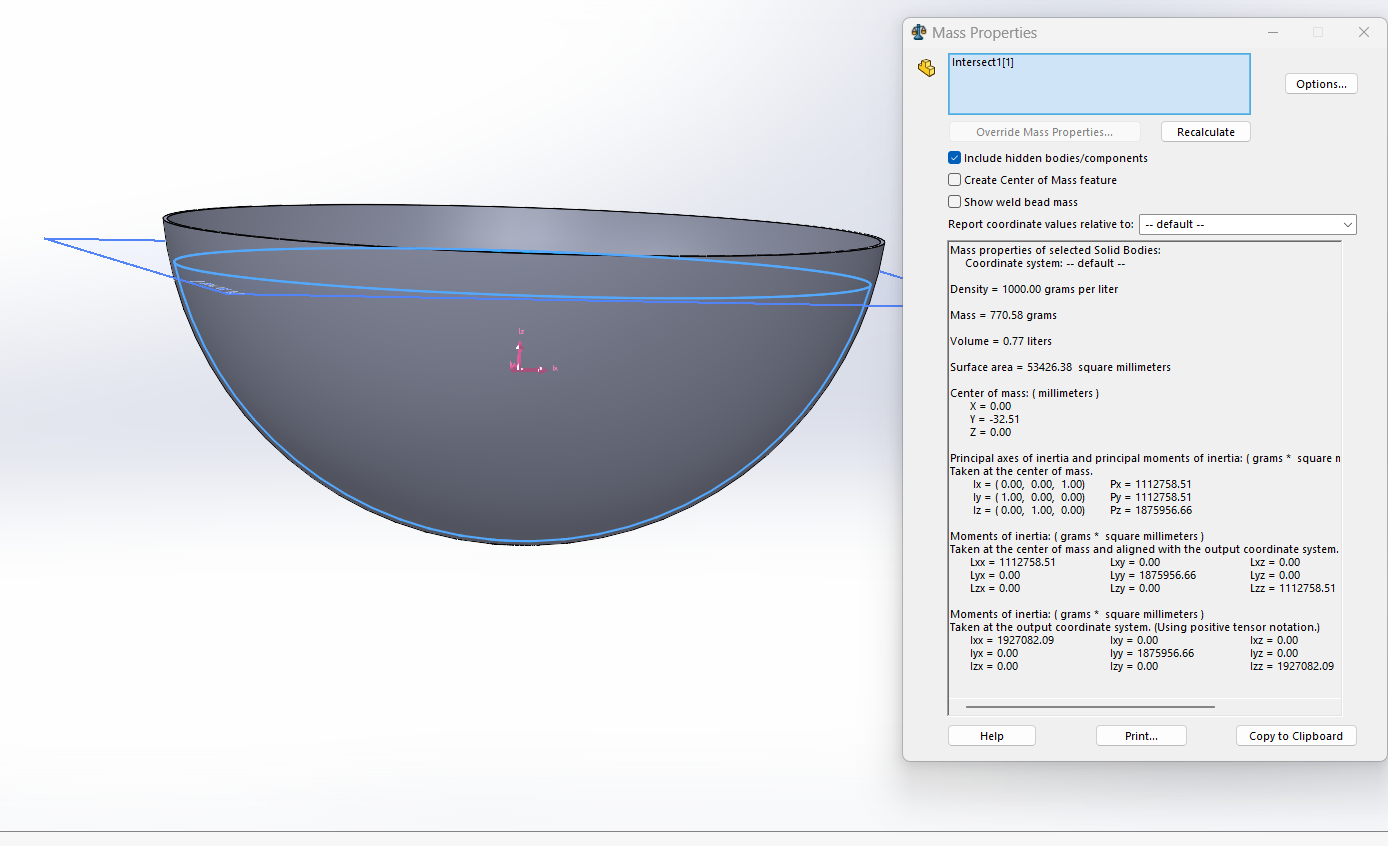 Mass Properties
Intersect1[1]
Options...
Override Mass Properties...
Recalculate
Include hidden bodies/components
Create Center of Mass feature
Show weld bead mass
Report coordinate values relative to: -- default --
Mass properties of selected Solid Bodies:
Coordinate system: -- default --
Density = 1000.00 grams per liter
Mass = 770.58 grams
Volume = 0.77 liters
Surface area = 53426.38 square millimeters
Center of mass: ( millimeters )
X = 0.00
Y = -32.51
Z = 0.00
Principal axes of inertia and principal moments of inertia: ( grams * square m
Taken at the center of mass.
Ix = ( 0.00, 0.00, 1.00) Px = 1112758.51
Iy = ( 1.00, 0.00, 0.00) Py = 1112758.51
Iz = ( 0.00, 1.00, 0.00) Pz = 1875956.66
Moments of inertia: ( grams * square millimeters )
Taken at the center of mass and aligned with the output coordinate system.
Lxx = 1112758.51 Lxy = 0.00 Lxz = 0.00
Lyx = 0.00 Lyy = 1875956.66 Lyz = 0.00
Lzx = 0.00 Lzy = 0.00 Lzz = 1112758.51
Moments of inertia: ( grams * square millimeters )
Taken at the output coordinate system. (Using positive tensor notation.)
Ixx = 1927082.09 Ixy = 0.00 Ixz = 0.00
Iyx = 0.00 Iyy = 1875956.66 Iyz = 0.00
Izx = 0.00 Izy = 0.00 Izz = 1927082.09
Help
Print...
Copy to Clipboard
Iz
Ix